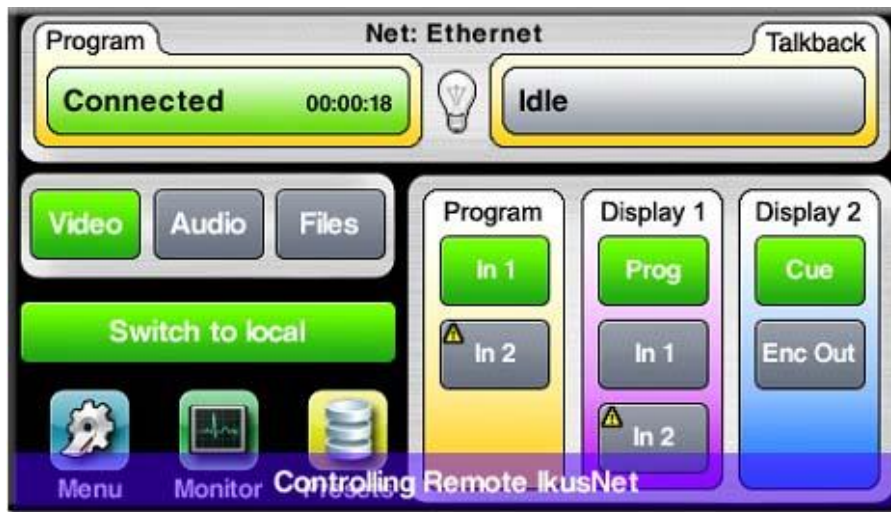 Net: Ethernet
Program
Talkback
Connected 00:00:18
Idle
Video
Audio
Files
Switch to local
Menu
Monitor
Presets
Program
In 1
In 2
Display 1
Prog
In 1
In 2
Display 2
Cue
Enc Out
Controlling Remote IkusNet